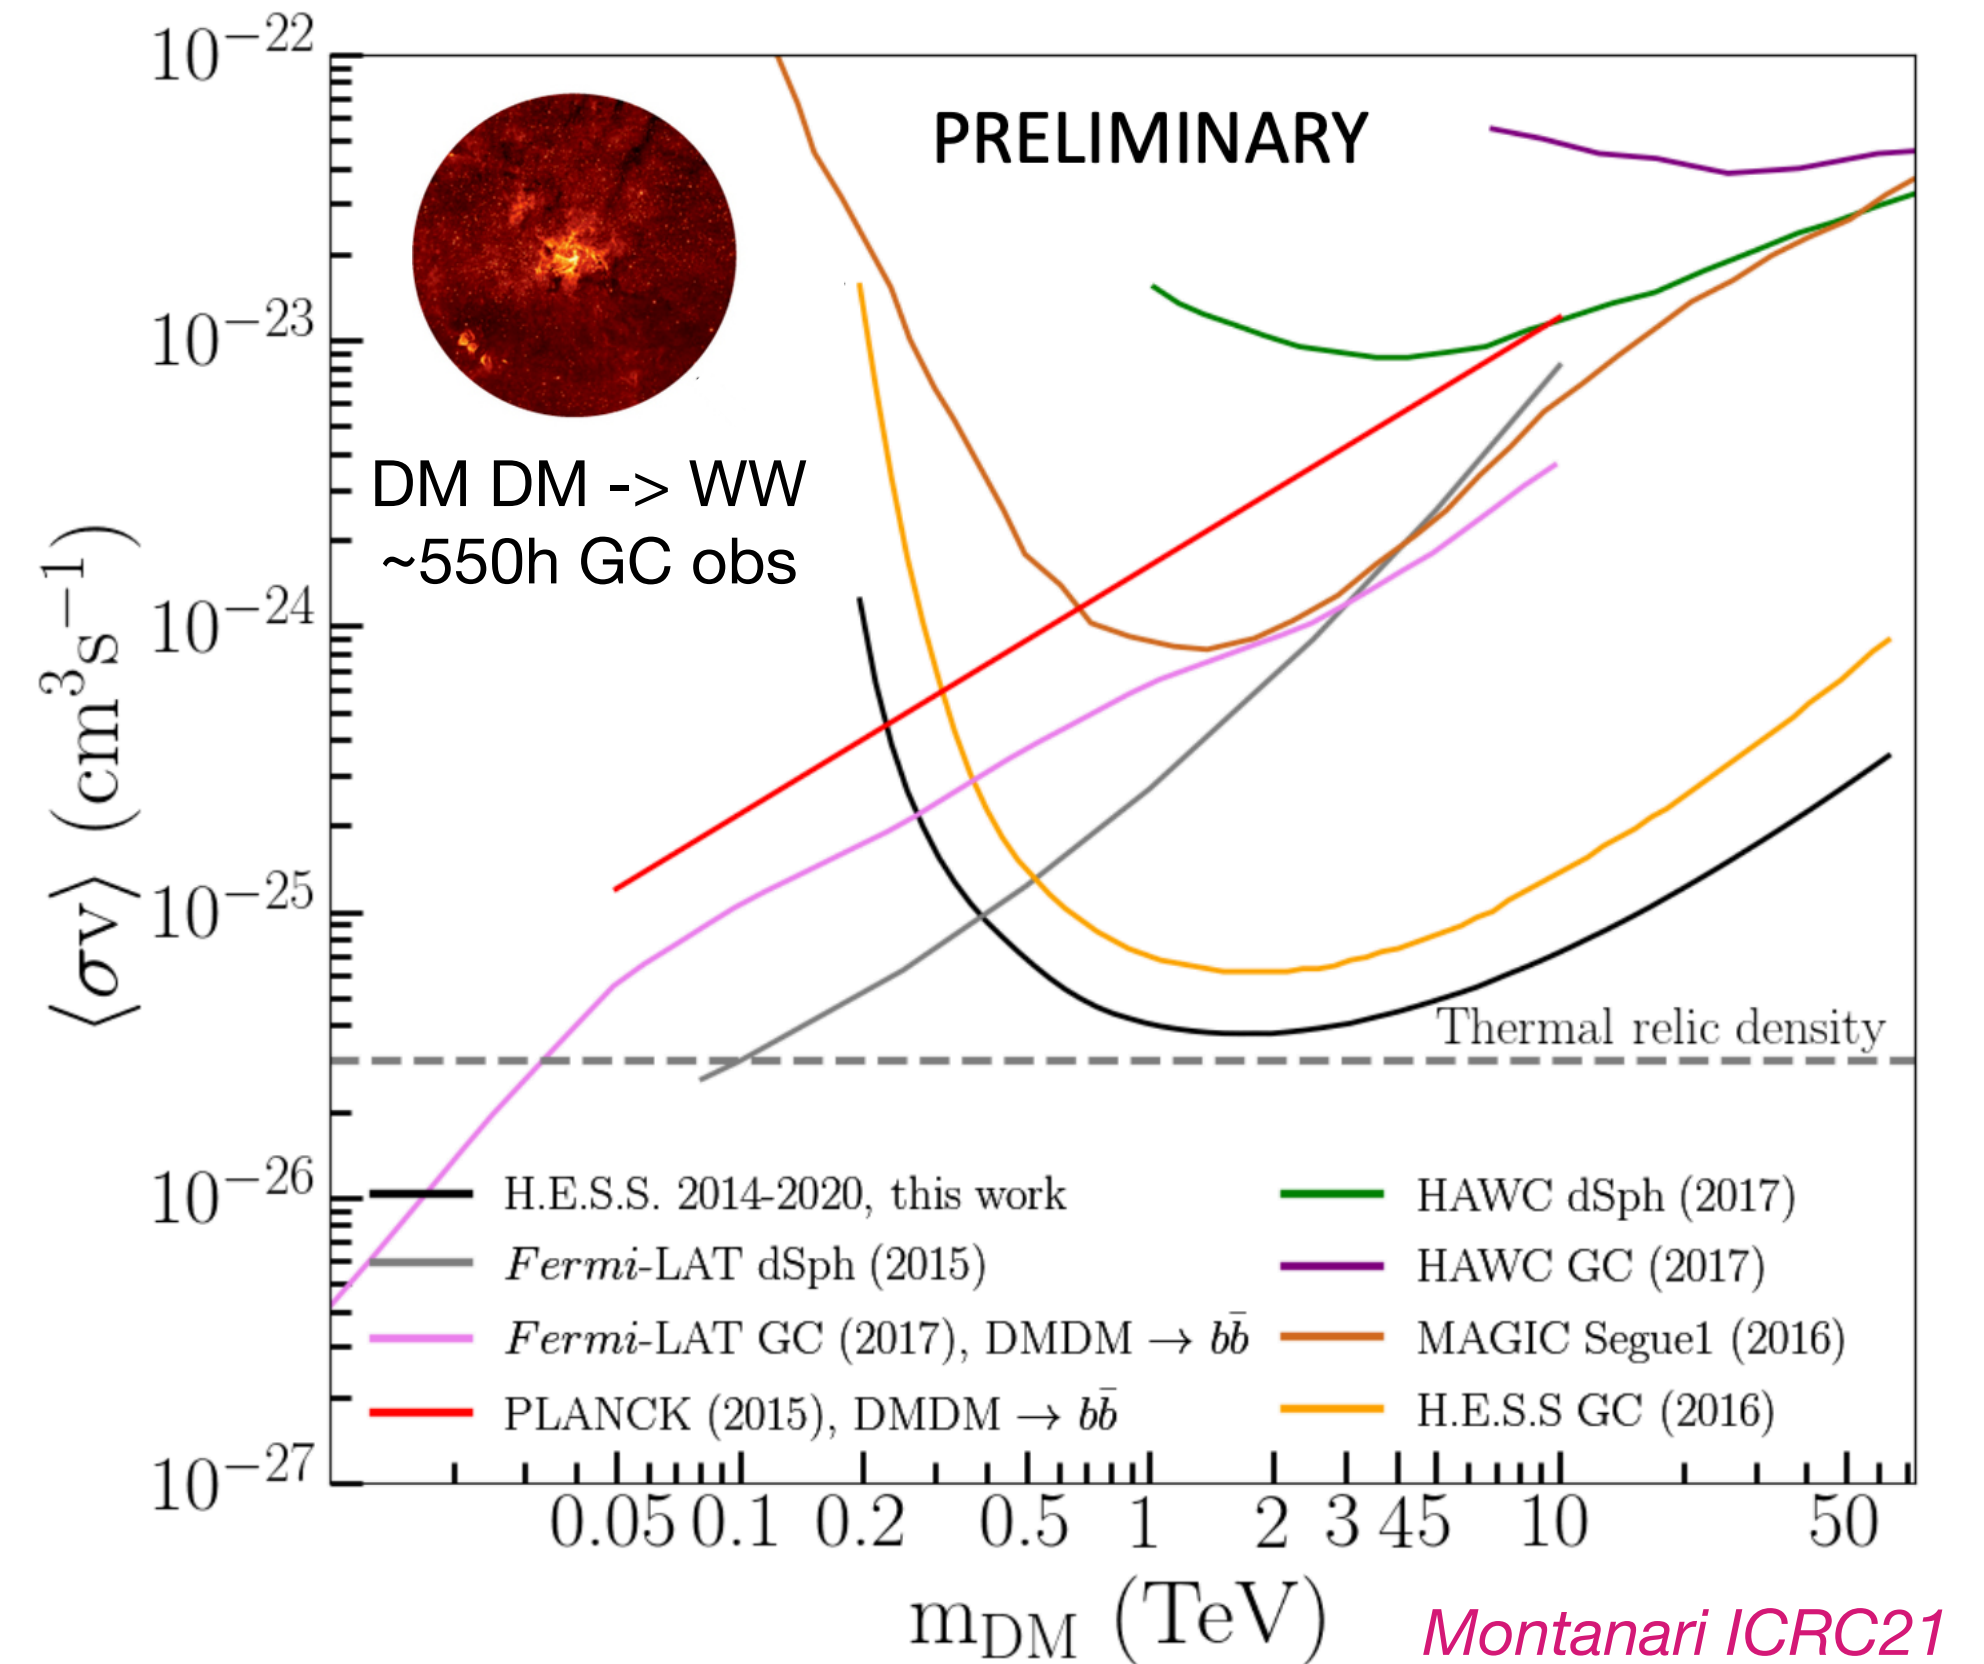 10−22
10−23
10−24
10−25
10−26
10−27
⟨σv⟩ (cm3s−1)
PRELIMINARY
DM DM -> WW
~550h GC obs
Thermal relic density
H.E.S.S. 2014-2020, this work
Fermi-LAT dSph (2015)
Fermi-LAT GC (2017), DMDM → bb̄
PLANCK (2015), DMDM → bb̄
HAWC dSph (2017)
HAWC GC (2017)
MAGIC Segue1 (2016)
H.E.S.S GC (2016)
0.05 0.1 0.2 0.5 1 2 3 4 5 10 50
mDM (TeV)
Montanari ICRC21